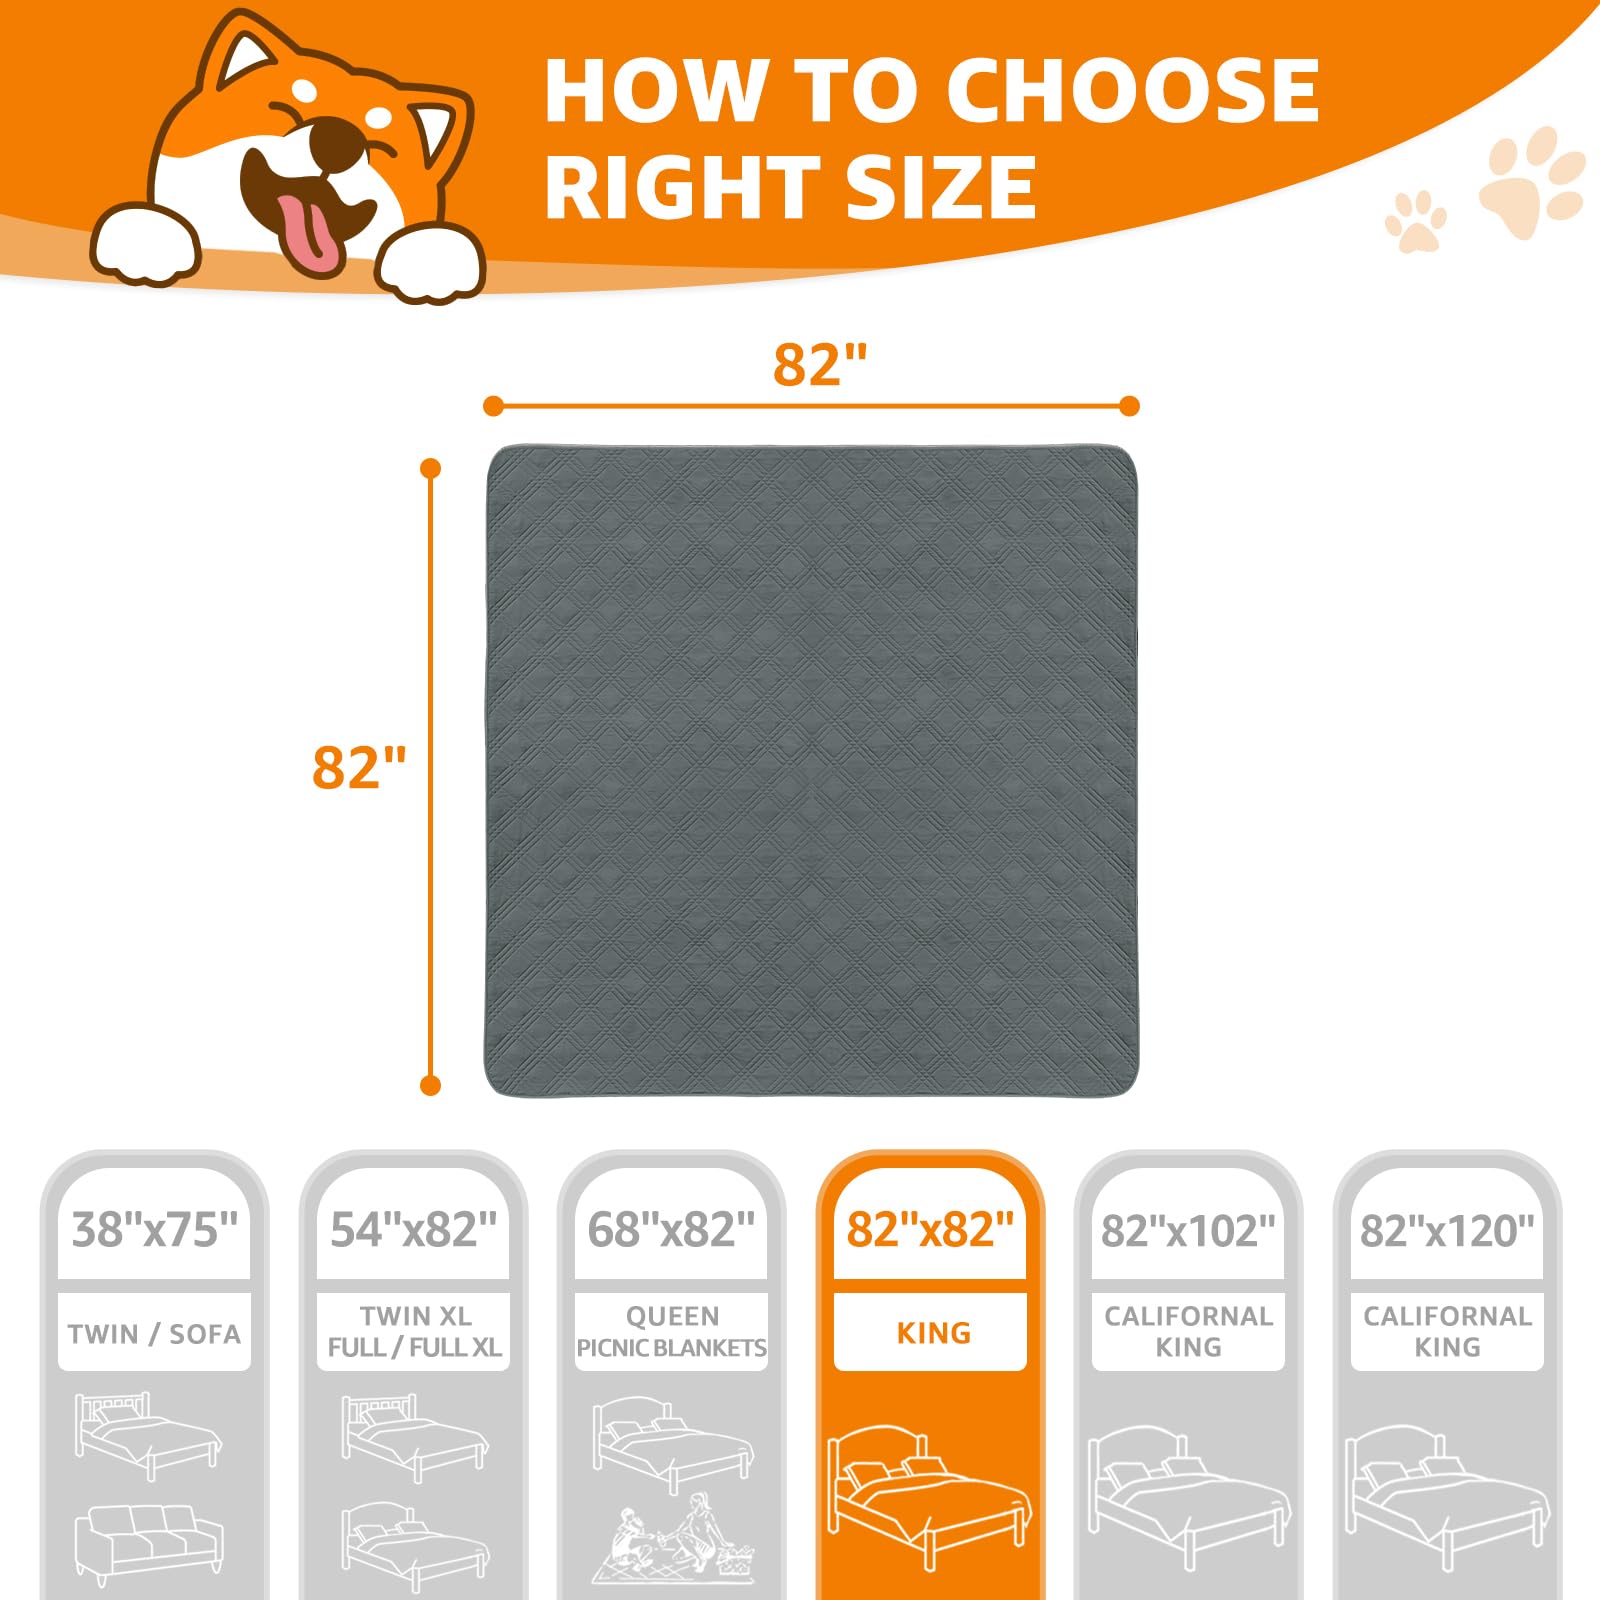 HOW TO CHOOSE
RIGHT SIZE
82"
82"
38"x75"
TWIN / SOFA
54"x82"
TWIN XL
FULL / FULL XL
68"x82"
QUEEN
PICNIC BLANKETS
82"x82"
KING
82"x102"
CALIFORNAL
KING
82"x120"
CALIFORNAL
KING